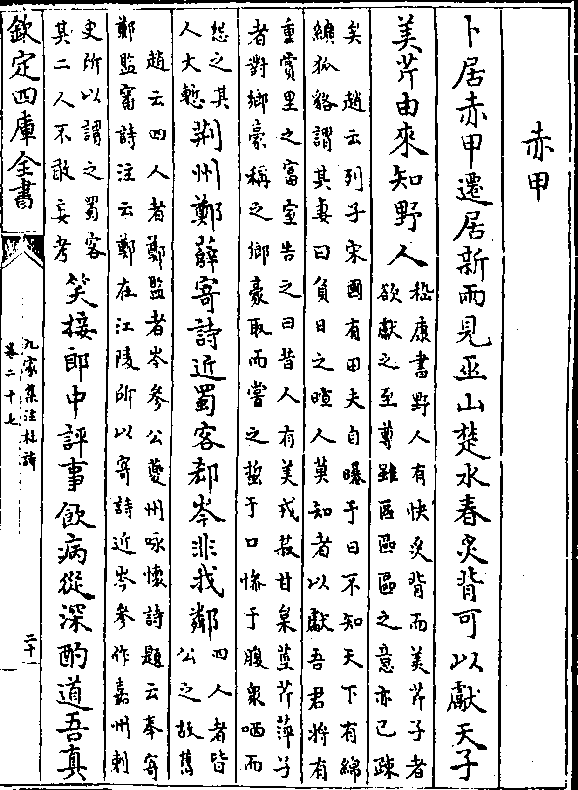 赤甲
卜居赤甲遷居新兩見巫山楚水春炙背可以獻天子
美芹由來知野人
嵇康書野人有快炙背而美芹子者
欲獻之至尊雖區區區之意亦已疎
矣趙云列子宋國有田夫自曝于日不知天下有綿
纊狐貉謂其妻曰負日之暄人莫知者以獻吾君将有
重賞里之富室告之曰昔人有美戎菽甘枲莖芹萍子
者對鄉豪稱之鄉豪取而嘗之蜇于口惨于腹衆哂而
怨之其
人大慙
荆州鄭薛寄詩近蜀客郄岑非我鄰
四人者皆
公之故舊
趙云四人者鄭監者岑參公夔州咏懷詩題云奉寄
鄭監審詩注云鄭在江陵所以寄詩近岑參作嘉州刺
史所以謂之蜀客
其二人不敢妄考
笑接郎中評事飲病從深酌道吾真
欽定四庫全書
九家集注杜詩
卷二十七
二十一